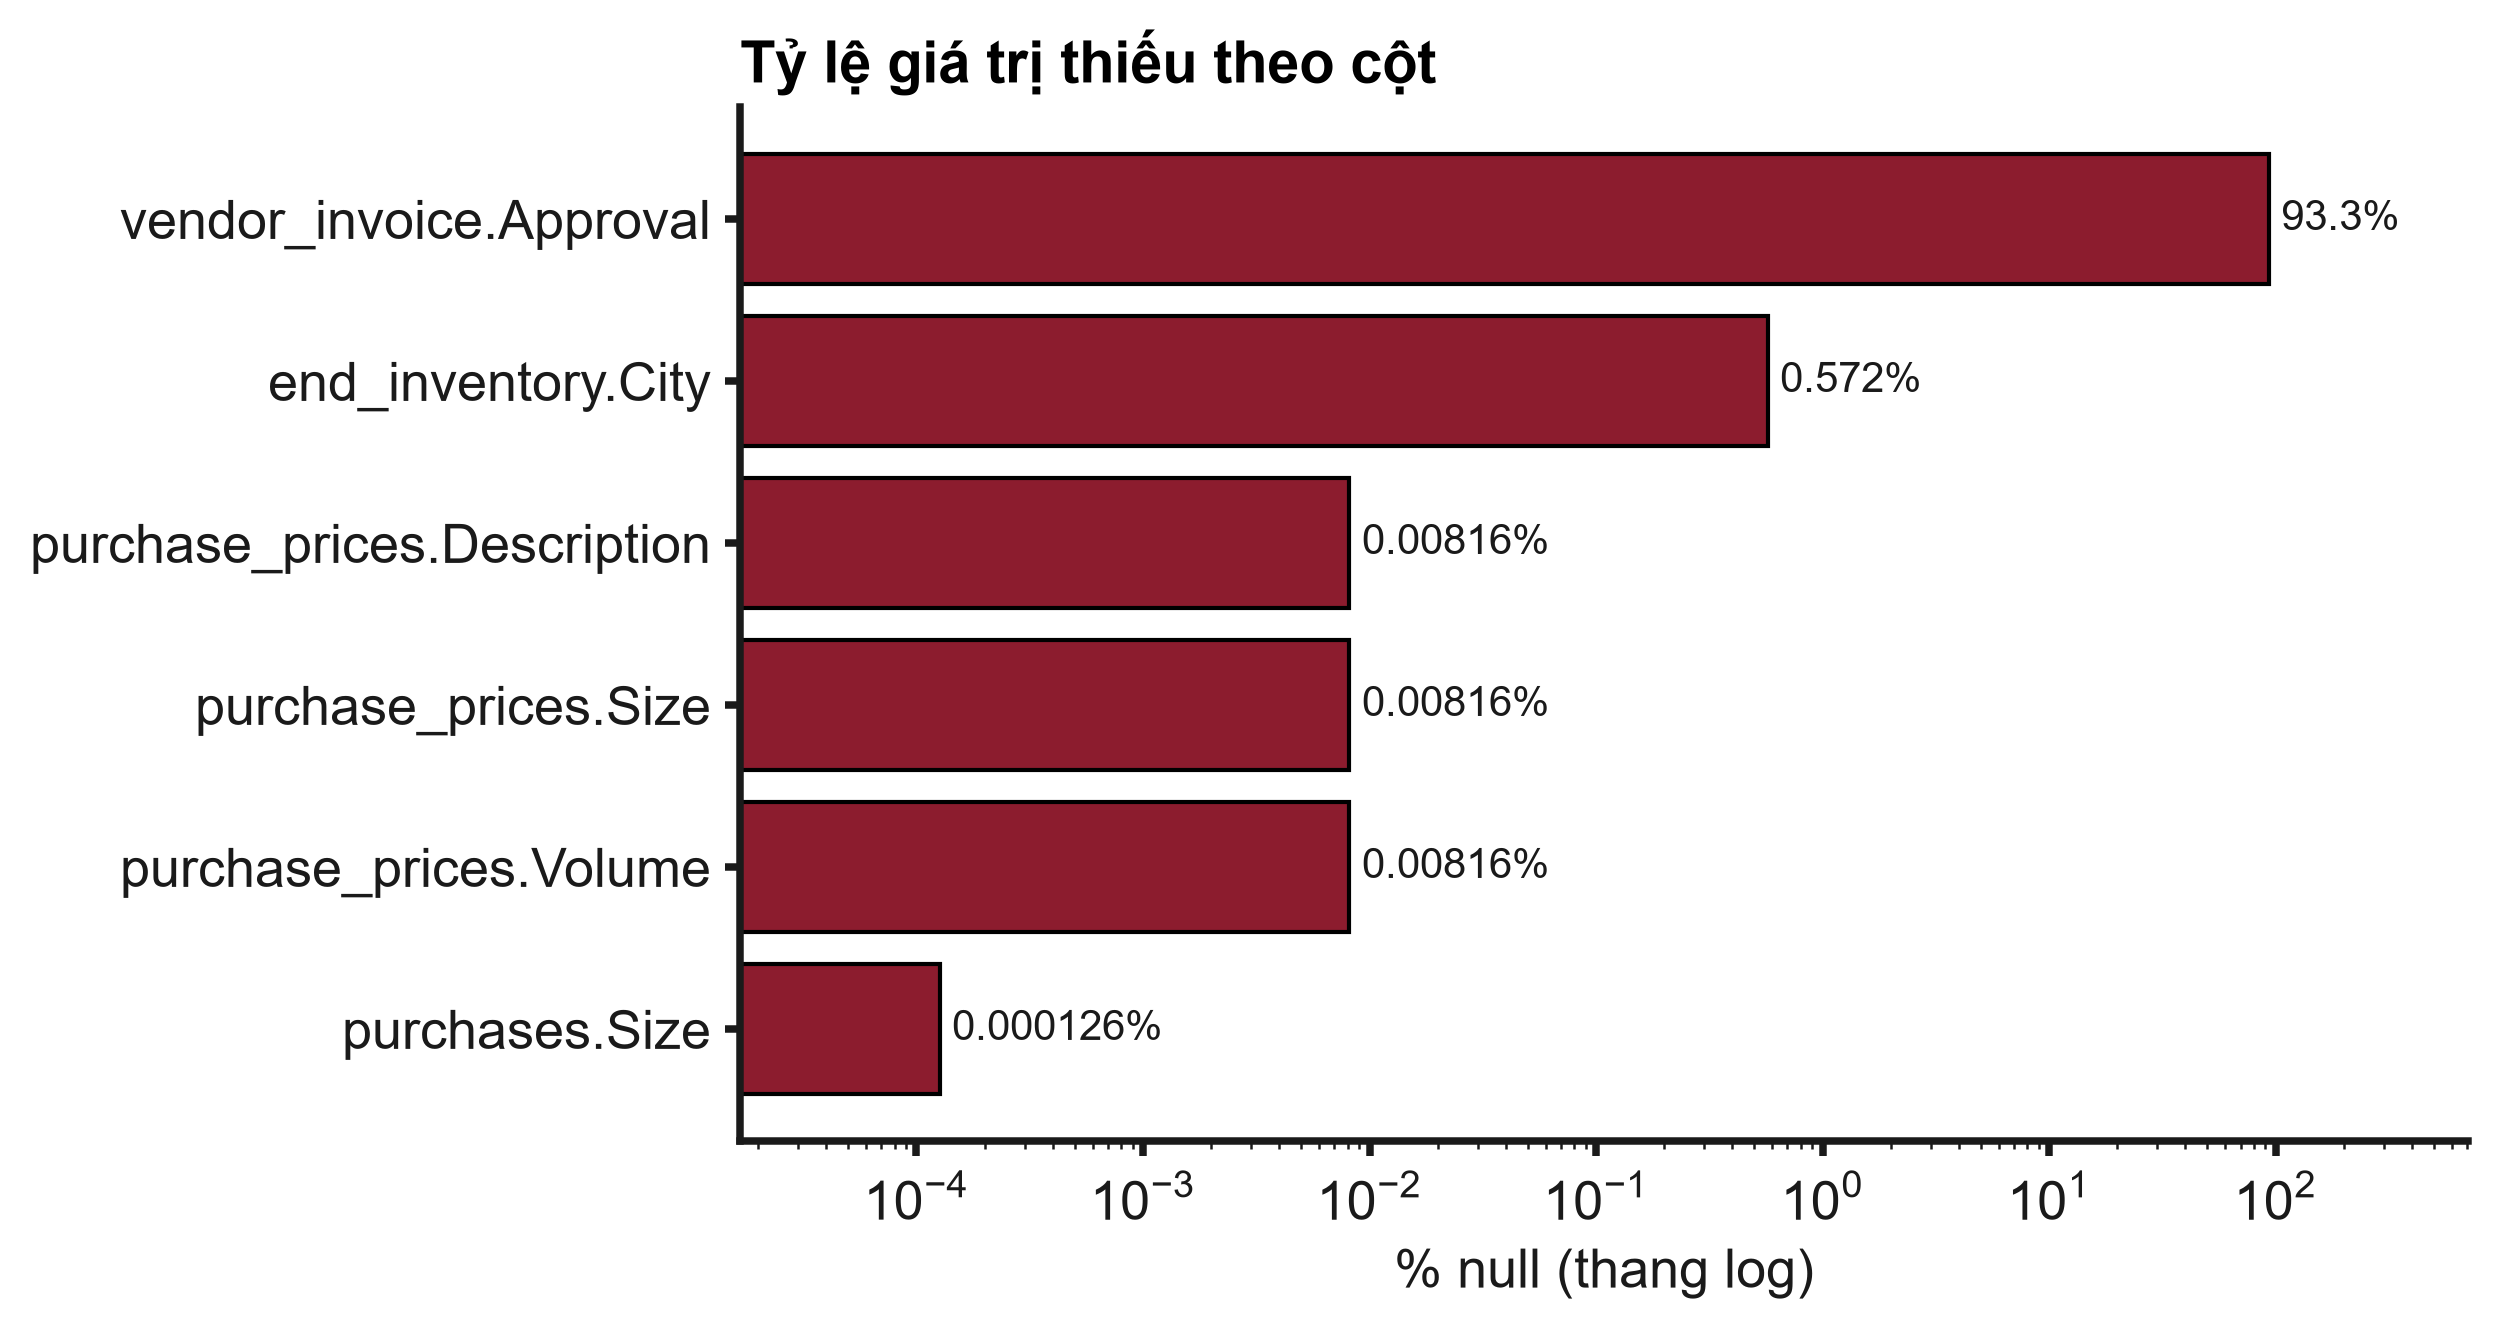 Tỷ lệ giá trị thiếu theo cột
vendor_invoice.Approval
93.3%
end_inventory.City
0.572%
purchase_prices.Description
0.00816%
purchase_prices.Size
0.00816%
purchase_prices.Volume
0.00816%
purchases.Size
0.000126%
10⁻⁴ 10⁻³ 10⁻² 10⁻¹ 10⁰ 10¹ 10²
% null (thang log)